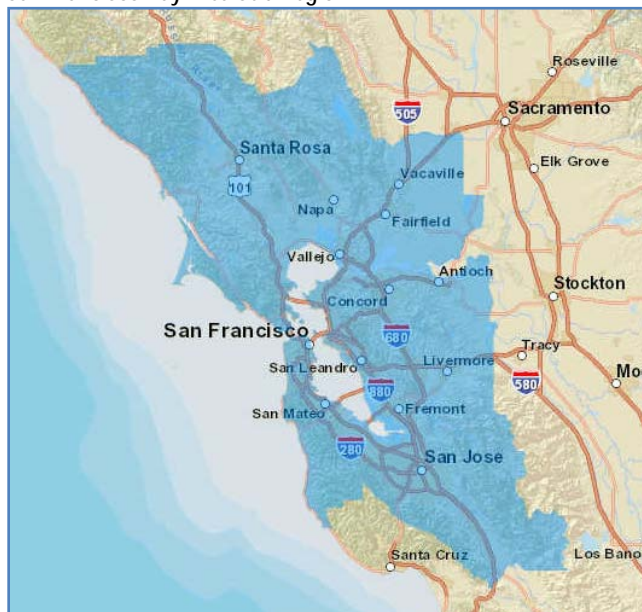 Roseville
505
Sacramento
Santa Rosa
Elk Grove
Vacaville
101
Napa
Fairfield
Vallejo
Antioch
Concord
Stockton
San Francisco
680
Tracy
San Leandro
Livermore
Mo
580
880
San Mateo
Fremont
280
San Jose
Santa Cruz
Los Bano